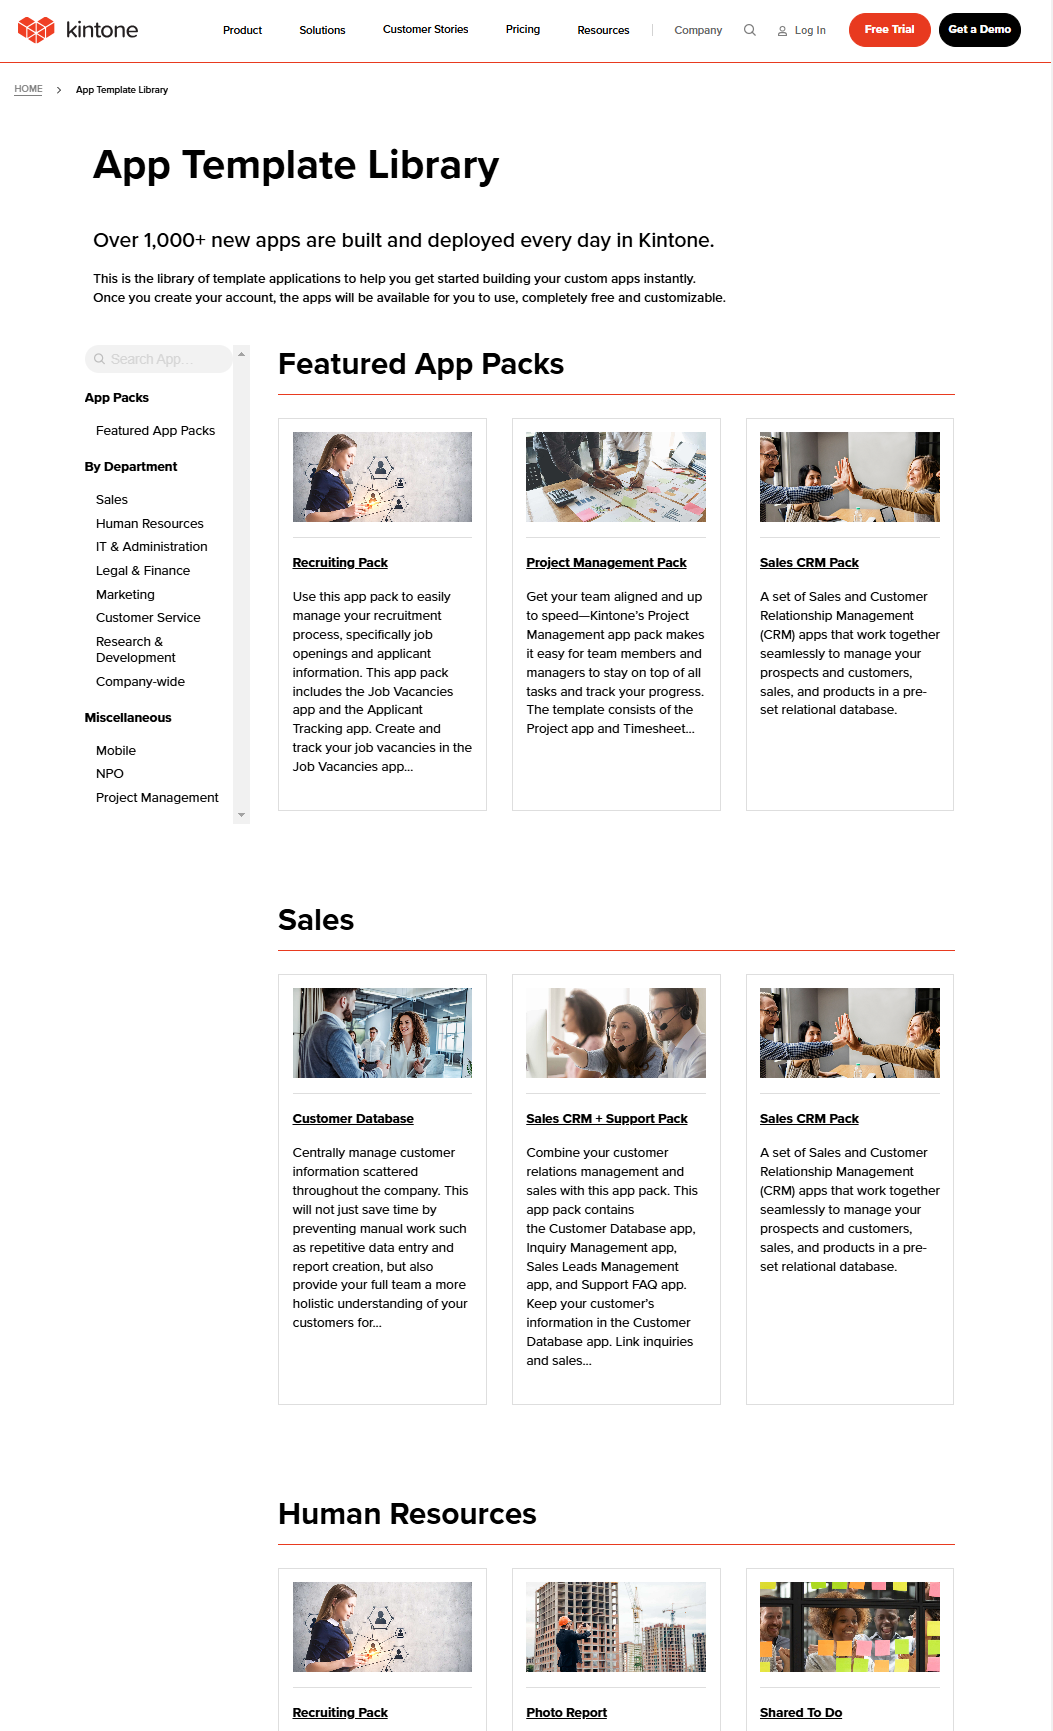 kintone
Product
Solutions
Customer Stories
Pricing
Resources
Company
Log In
Free Trial
Get a Demo
HOME
App Template Library
App Template Library
Over 1,000+ new apps are built and deployed every day in Kintone.
This is the library of template applications to help you get started building your custom apps instantly.
Once you create your account, the apps will be available for you to use, completely free and customizable.
Search App...
App Packs
Featured App Packs
By Department
Sales
Human Resources
IT & Administration
Legal & Finance
Marketing
Customer Service
Research &
Development
Company-wide
Miscellaneous
Mobile
NPO
Project Management
Featured App Packs
Recruiting Pack
Use this app pack to easily
manage your recruitment
process, specifically job
openings and applicant
information. This app pack
includes the Job Vacancies
app and the Applicant
Tracking app. Create and
track your job vacancies in the
Job Vacancies app...
Project Management Pack
Get your team aligned and up
to speed—Kintone’s Project
Management app pack makes
it easy for team members and
managers to stay on top of all
tasks and track your progress.
The template consists of the
Project app and Timesheet...
Sales CRM Pack
A set of Sales and Customer
Relationship Management
(CRM) apps that work together
seamlessly to manage your
prospects and customers,
sales, and products in a pre-
set relational database.
Sales
Customer Database
Centrally manage customer
information scattered
throughout the company. This
will not just save time by
preventing manual work such
as repetitive data entry and
report creation, but also
provide your full team a more
holistic understanding of your
customers for...
Sales CRM + Support Pack
Combine your customer
relations management and
sales with this app pack. This
app pack contains
the Customer Database app,
Inquiry Management app,
Sales Leads Management
app, and Support FAQ app.
Keep your customer’s
information in the Customer
Database app. Link inquiries
and sales...
Sales CRM Pack
A set of Sales and Customer
Relationship Management
(CRM) apps that work together
seamlessly to manage your
prospects and customers,
sales, and products in a pre-
set relational database.
Human Resources
Recruiting Pack
Photo Report
Shared To Do